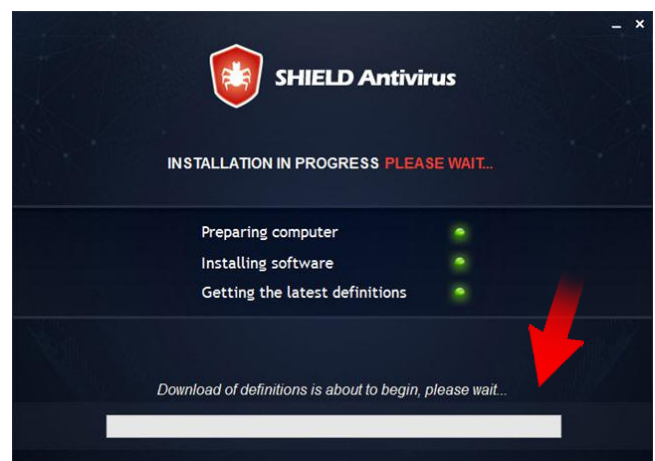 SHIELD Antivirus
INSTALLATION IN PROGRESS PLEASE WAIT...
Preparing computer
Installing software
Getting the latest definitions
Download of definitions is about to begin, please wait...